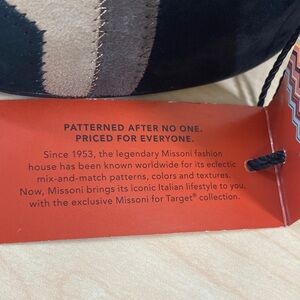 PATTERNED AFTER NO ONE.
PRICED FOR EVERYONE.
Since 1953, the legendary Missoni fashion
house has been known worldwide for its eclectic
mix-and-match patterns, colors and textures.
Now, Missoni brings its iconic Italian lifestyle to you,
with the exclusive Missoni for Target® collection.